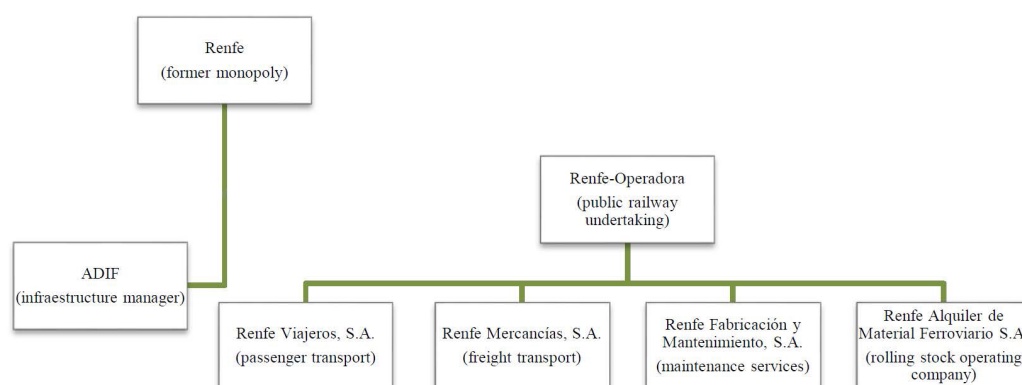 Renfe
(former monopoly)
Renfe-Operadora
(public railway
undertaking)
ADIF
(infraestructure manager)
Renfe Viajeros, S.A.
(passenger transport)
Renfe Mercancías, S.A.
(freight transport)
Renfe Fabricación y
Mantenimiento, S.A.
(maintenance services)
Renfe Alquiler de
Material Ferroviario S.A.
(rolling stock operating
company)